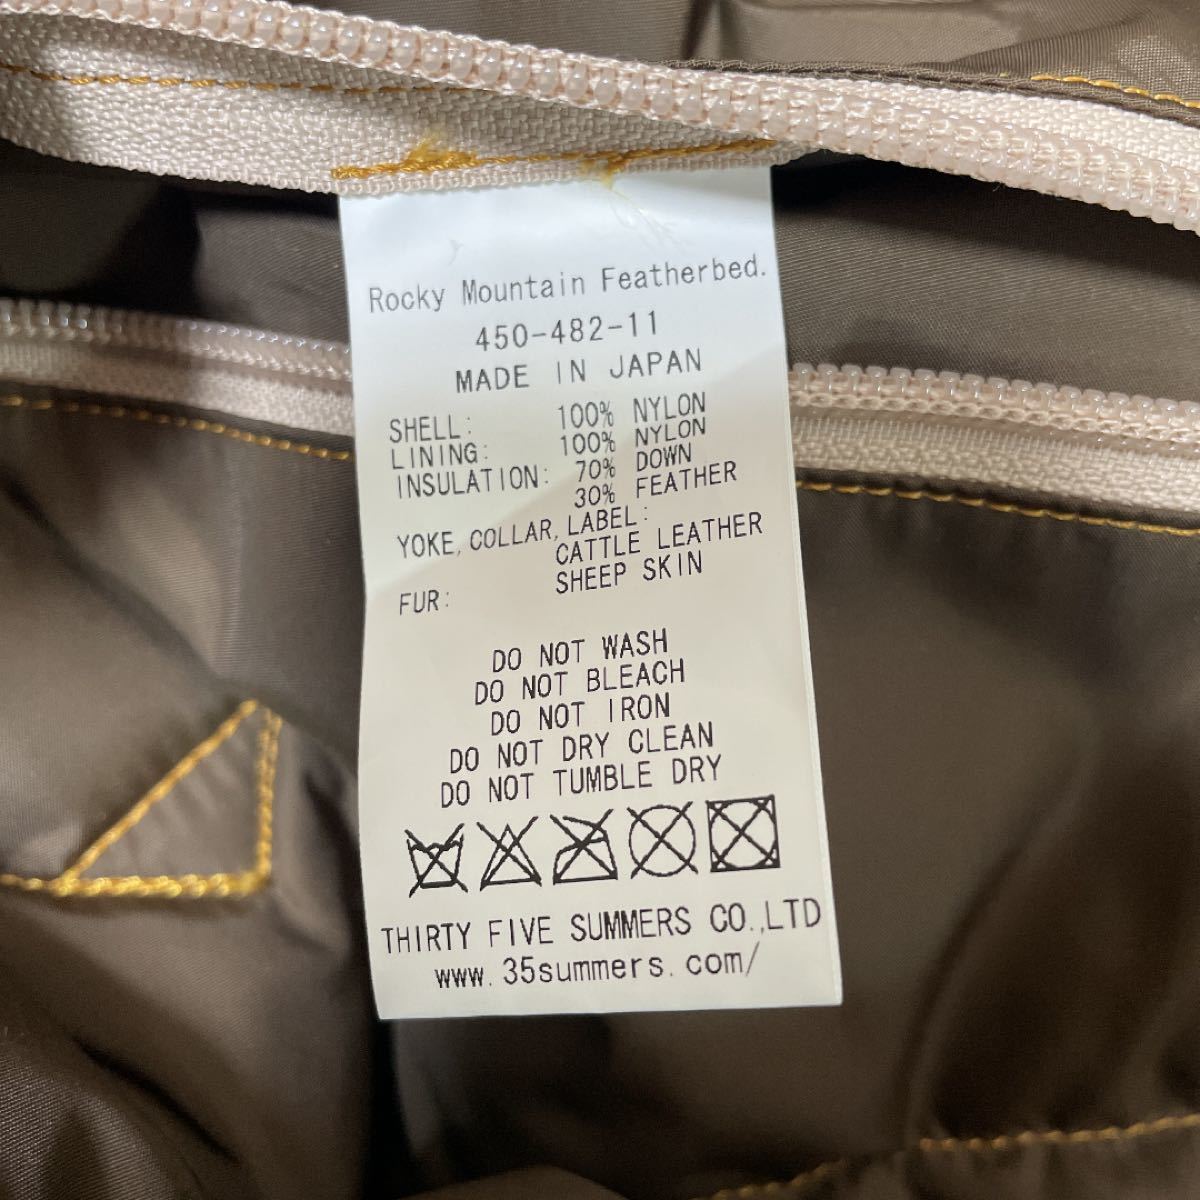 Rocky Mountain Featherbed.
450-482-11
MADE IN JAPAN
SHELL: 100% NYLON
LINING: 100% NYLON
INSULATION: 70% DOWN
30% FEATHER
YOKE, COLLAR, LABEL:
CATTLE LEATHER
FUR: SHEEP SKIN
DO NOT WASH
DO NOT BLEACH
DO NOT IRON
DO NOT DRY CLEAN
DO NOT TUMBLE DRY
THIRTY FIVE SUMMERS CO.,LTD
www.35summers.com/